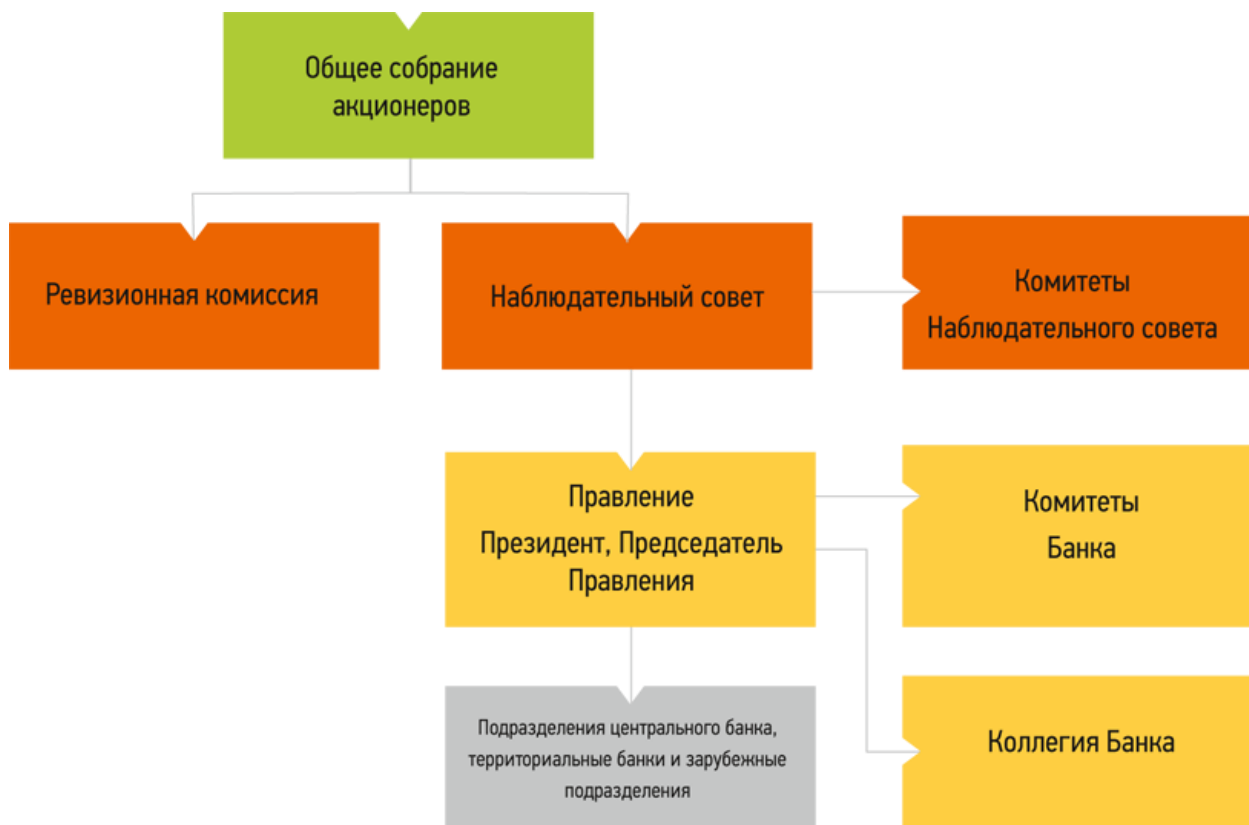 Общее собрание
акционеров
Ревизионная комиссия
Наблюдательный совет
Комитеты
Наблюдательного совета
Правление
Президент, Председатель
Правления
Комитеты
Банка
Подразделения центрального банка,
территориальные банки и зарубежные
подразделения
Коллегия Банка